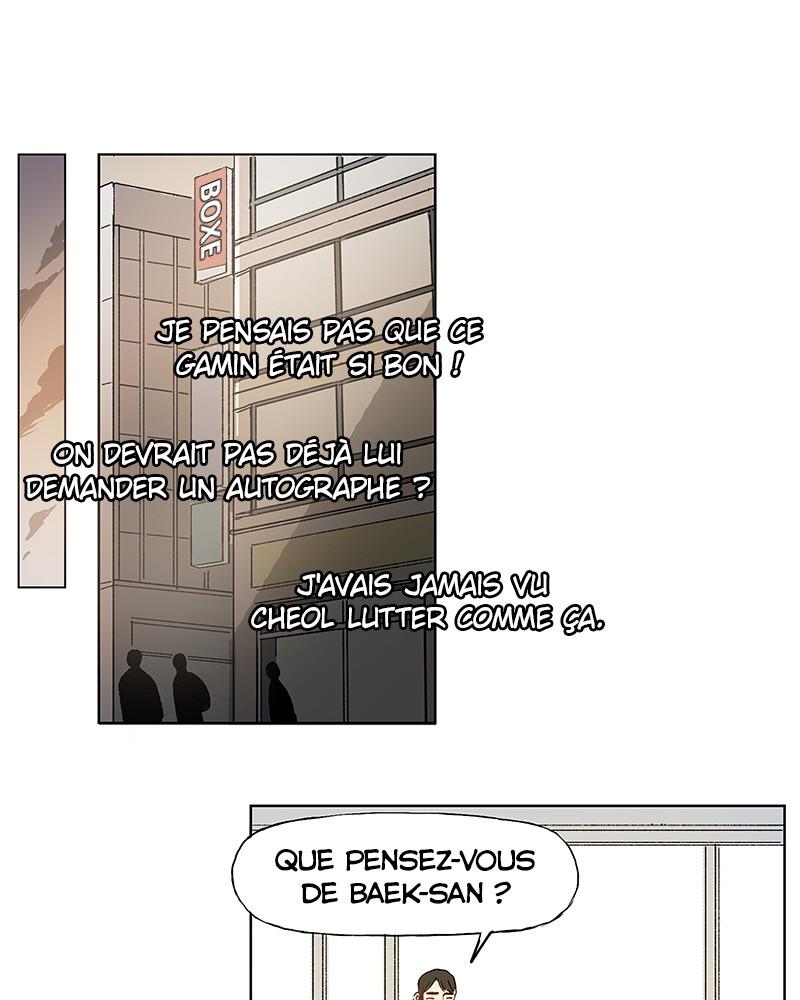 BOXE
JE PENSAIS PAS QUE CE
GAMIN ÉTAIT SI BON !
ON DEVRAIT PAS DÉJÀ LUI
DEMANDER UN AUTOGRAPHE ?
J'AVAIS JAMAIS VU
CHEOL LUTTER COMME ÇA.
QUE PENSEZ-VOUS
DE BAEK-SAN ?